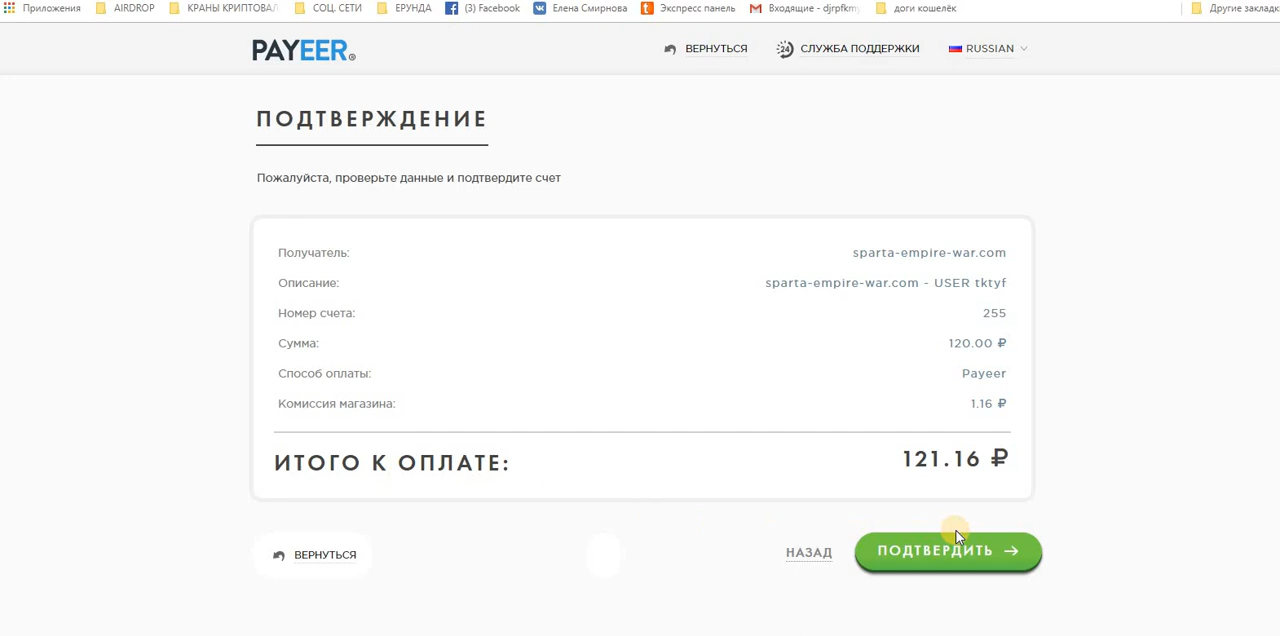 Приложения AIRDROP КРАНЫ КРИПТОВАЛ СОЦ. СЕТИ ЕРУНДА (3) Facebook Елена Смирнова Экспресс панель Входящие - djrpfkmy доги кошелёк Другие закладк
PAYEER® ВЕРНУТЬСЯ 24 СЛУЖБА ПОДДЕРЖКИ RUSSIAN
ПОДТВЕРЖДЕНИЕ
Пожалуйста, проверьте данные и подтвердите счет
Получатель: sparta-empire-war.com
Описание: sparta-empire-war.com - USER tktyf
Номер счета: 255
Сумма: 120.00 ₽
Способ оплаты: Payeer
Комиссия магазина: 1.16 ₽
ИТОГО К ОПЛАТЕ: 121.16 ₽
ВЕРНУТЬСЯ НАЗАД ПОДТВЕРДИТЬ →